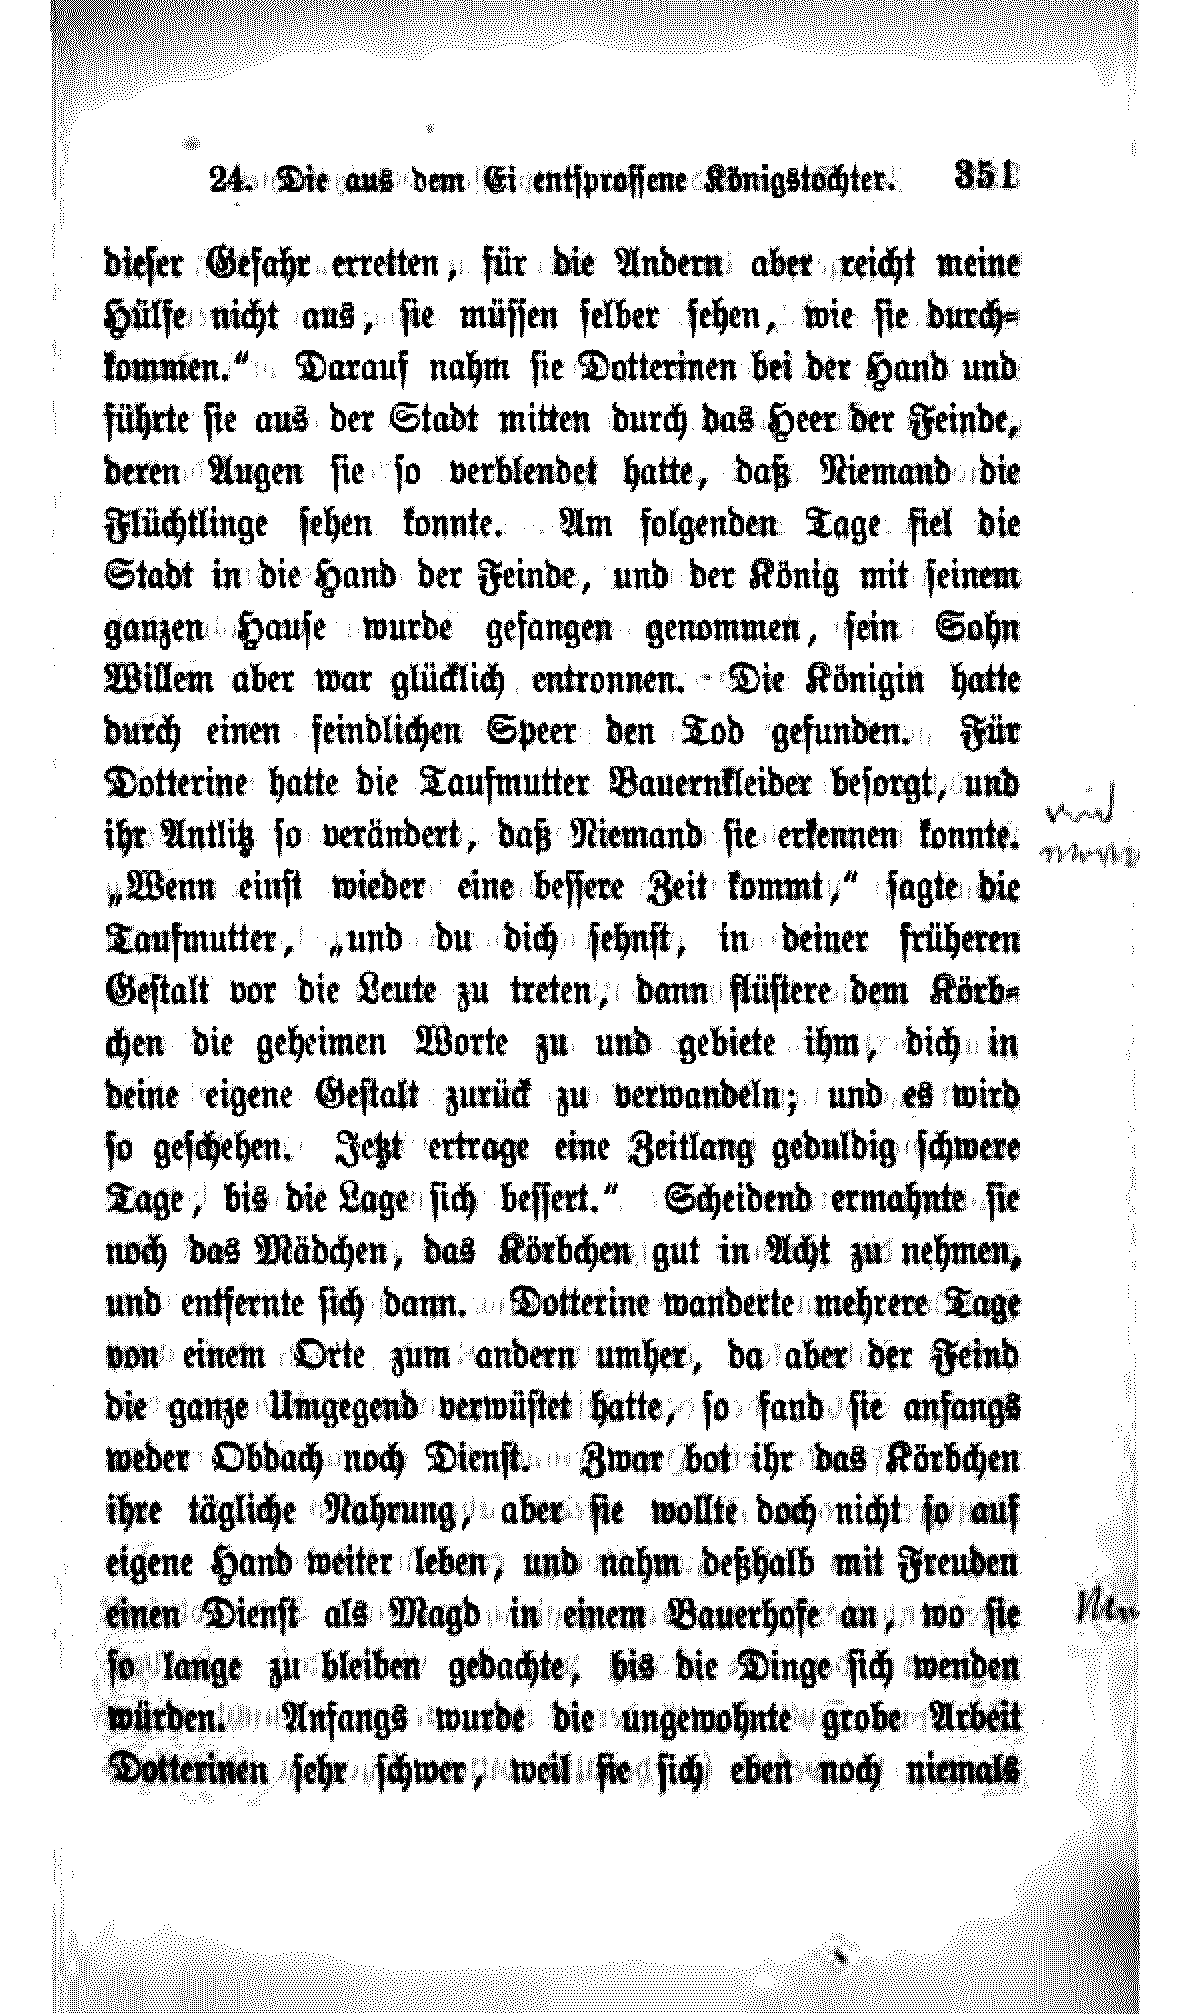 24. Die aus dem Ei entsprossene Königstochter. 351
dieser Gefahr erretten, für die Andern aber reicht meine
Hülfe nicht aus, sie müssen selber sehen, wie sie durch=
kommen.“ Darauf nahm sie Dotterinen bei der Hand und
führte sie aus der Stadt mitten durch das Heer der Feinde,
deren Augen sie so verblendet hatte, daß Niemand die
Flüchtlinge sehen konnte. Am folgenden Tage fiel die
Stadt in die Hand der Feinde, und der König mit seinem
ganzen Hause wurde gefangen genommen, sein Sohn
Willem aber war glücklich entronnen. Die Königin hatte
durch einen feindlichen Speer den Tod gefunden. Für
Dotterine hatte die Taufmutter Bauernkleider besorgt, und
ihr Antlitz so verändert, daß Niemand sie erkennen konnte.
„Wenn einst wieder eine bessere Zeit kommt,“ sagte die
Taufmutter, „und du dich sehnst, in deiner früheren
Gestalt vor die Leute zu treten, dann flüstere dem Körb=
chen die geheimen Worte zu und gebiete ihm, dich in
deine eigene Gestalt zurück zu verwandeln; und es wird
so geschehen. Jetzt ertrage eine Zeitlang geduldig schwere
Tage, bis die Lage sich bessert.“ Scheidend ermahnte sie
noch das Mädchen, das Körbchen gut in Acht zu nehmen,
und entfernte sich dann. Dotterine wanderte mehrere Tage
von einem Orte zum andern umher, da aber der Feind
die ganze Umgegend verwüstet hatte, so fand sie anfangs
weder Obdach noch Dienst. Zwar bot ihr das Körbchen
ihre tägliche Nahrung, aber sie wollte doch nicht so auf
eigene Hand weiter leben, und nahm deßhalb mit Freuden
einen Dienst als Magd in einem Bauerhofe an, wo sie
so lange zu bleiben gedachte, bis die Dinge sich wenden
würden. Anfangs wurde die ungewohnte grobe Arbeit
Dotterinen sehr schwer, weil sie sich eben noch niemals